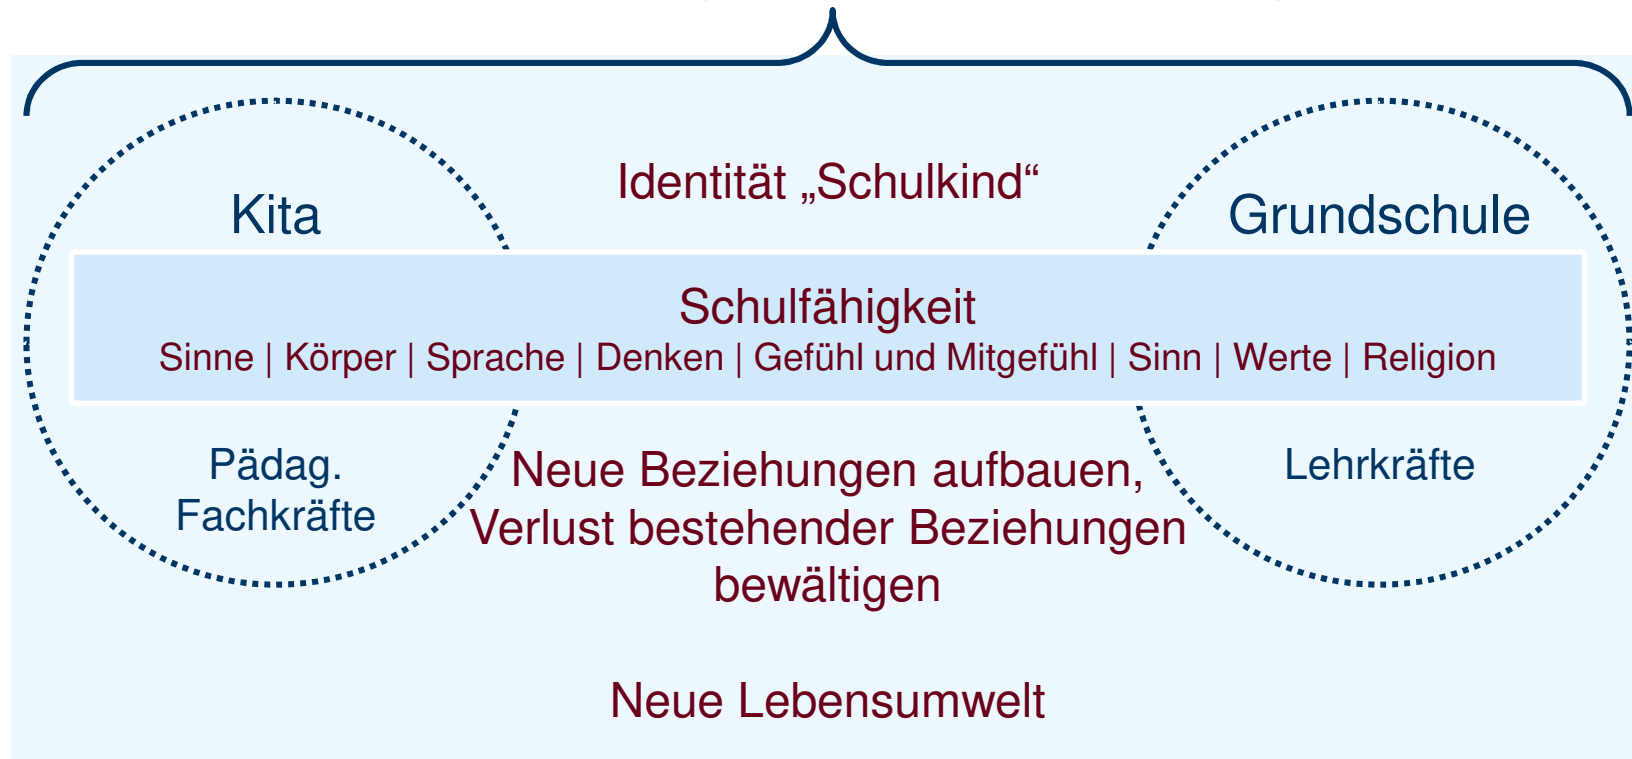 Identität „Schulkind“
Kita
Grundschule
Schulfähigkeit
Sinne | Körper | Sprache | Denken | Gefühl und Mitgefühl | Sinn | Werte | Religion
Pädag.
Fachkräfte
Neue Beziehungen aufbauen,
Verlust bestehender Beziehungen
bewältigen
Lehrkräfte
Neue Lebensumwelt